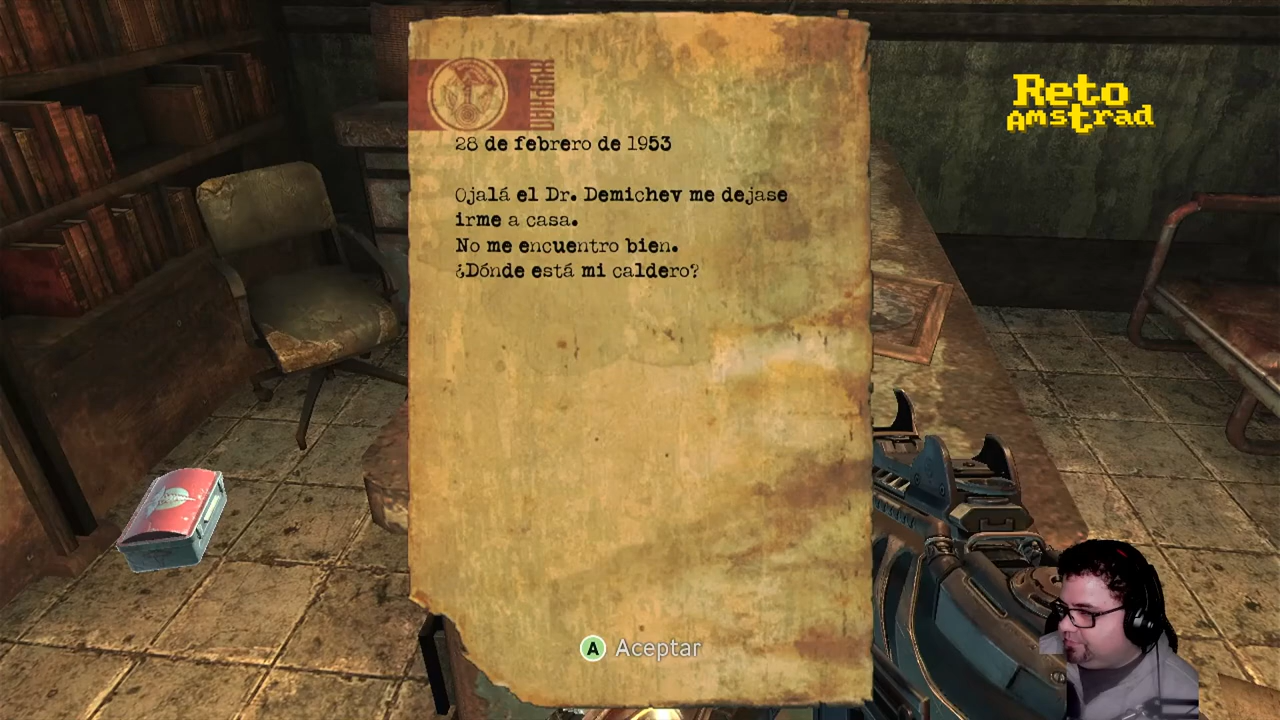 Reto
Amstrad
28 de febrero de 1953
Ojalá el Dr. Demichev me dejase
irme a casa.
No me encuentro bien.
¿Dónde está mi caldero?
A Aceptar